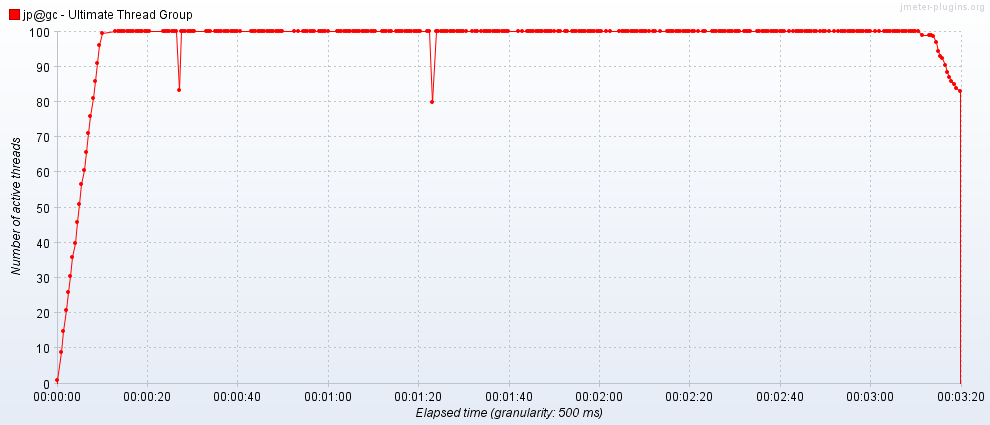 jp@gc - Ultimate Thread Group
jmeter-plugins.org
100
90
80
70
60
50
40
30
20
10
0
Number of active threads
00:00:00 00:00:20 00:00:40 00:01:00 00:01:20 00:01:40 00:02:00 00:02:20 00:02:40 00:03:00 00:03:20
Elapsed time (granularity: 500 ms)